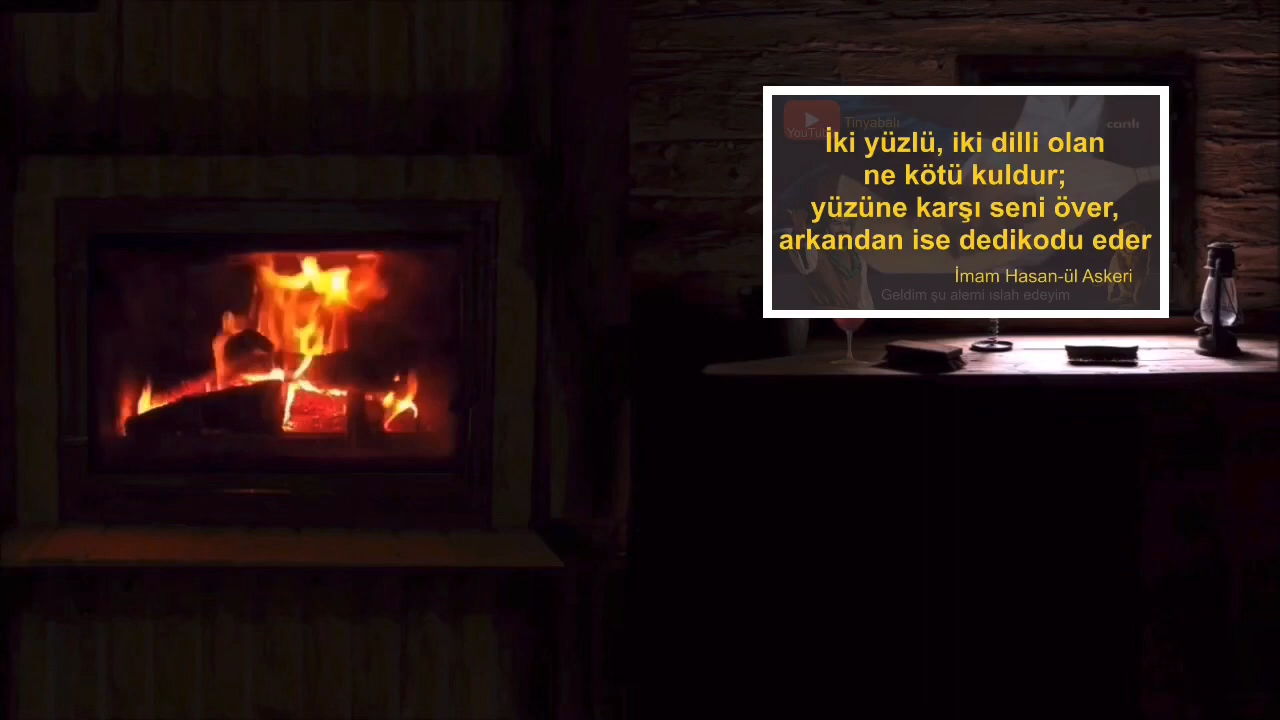 YouTube
Tinyabalı
canlı
İki yüzlü, iki dilli olan
ne kötü kuldur;
yüzüne karşı seni över,
arkandan ise dedikodu eder
İmam Hasan-ül Askeri
Geldim şu alemi ıslah edeyim